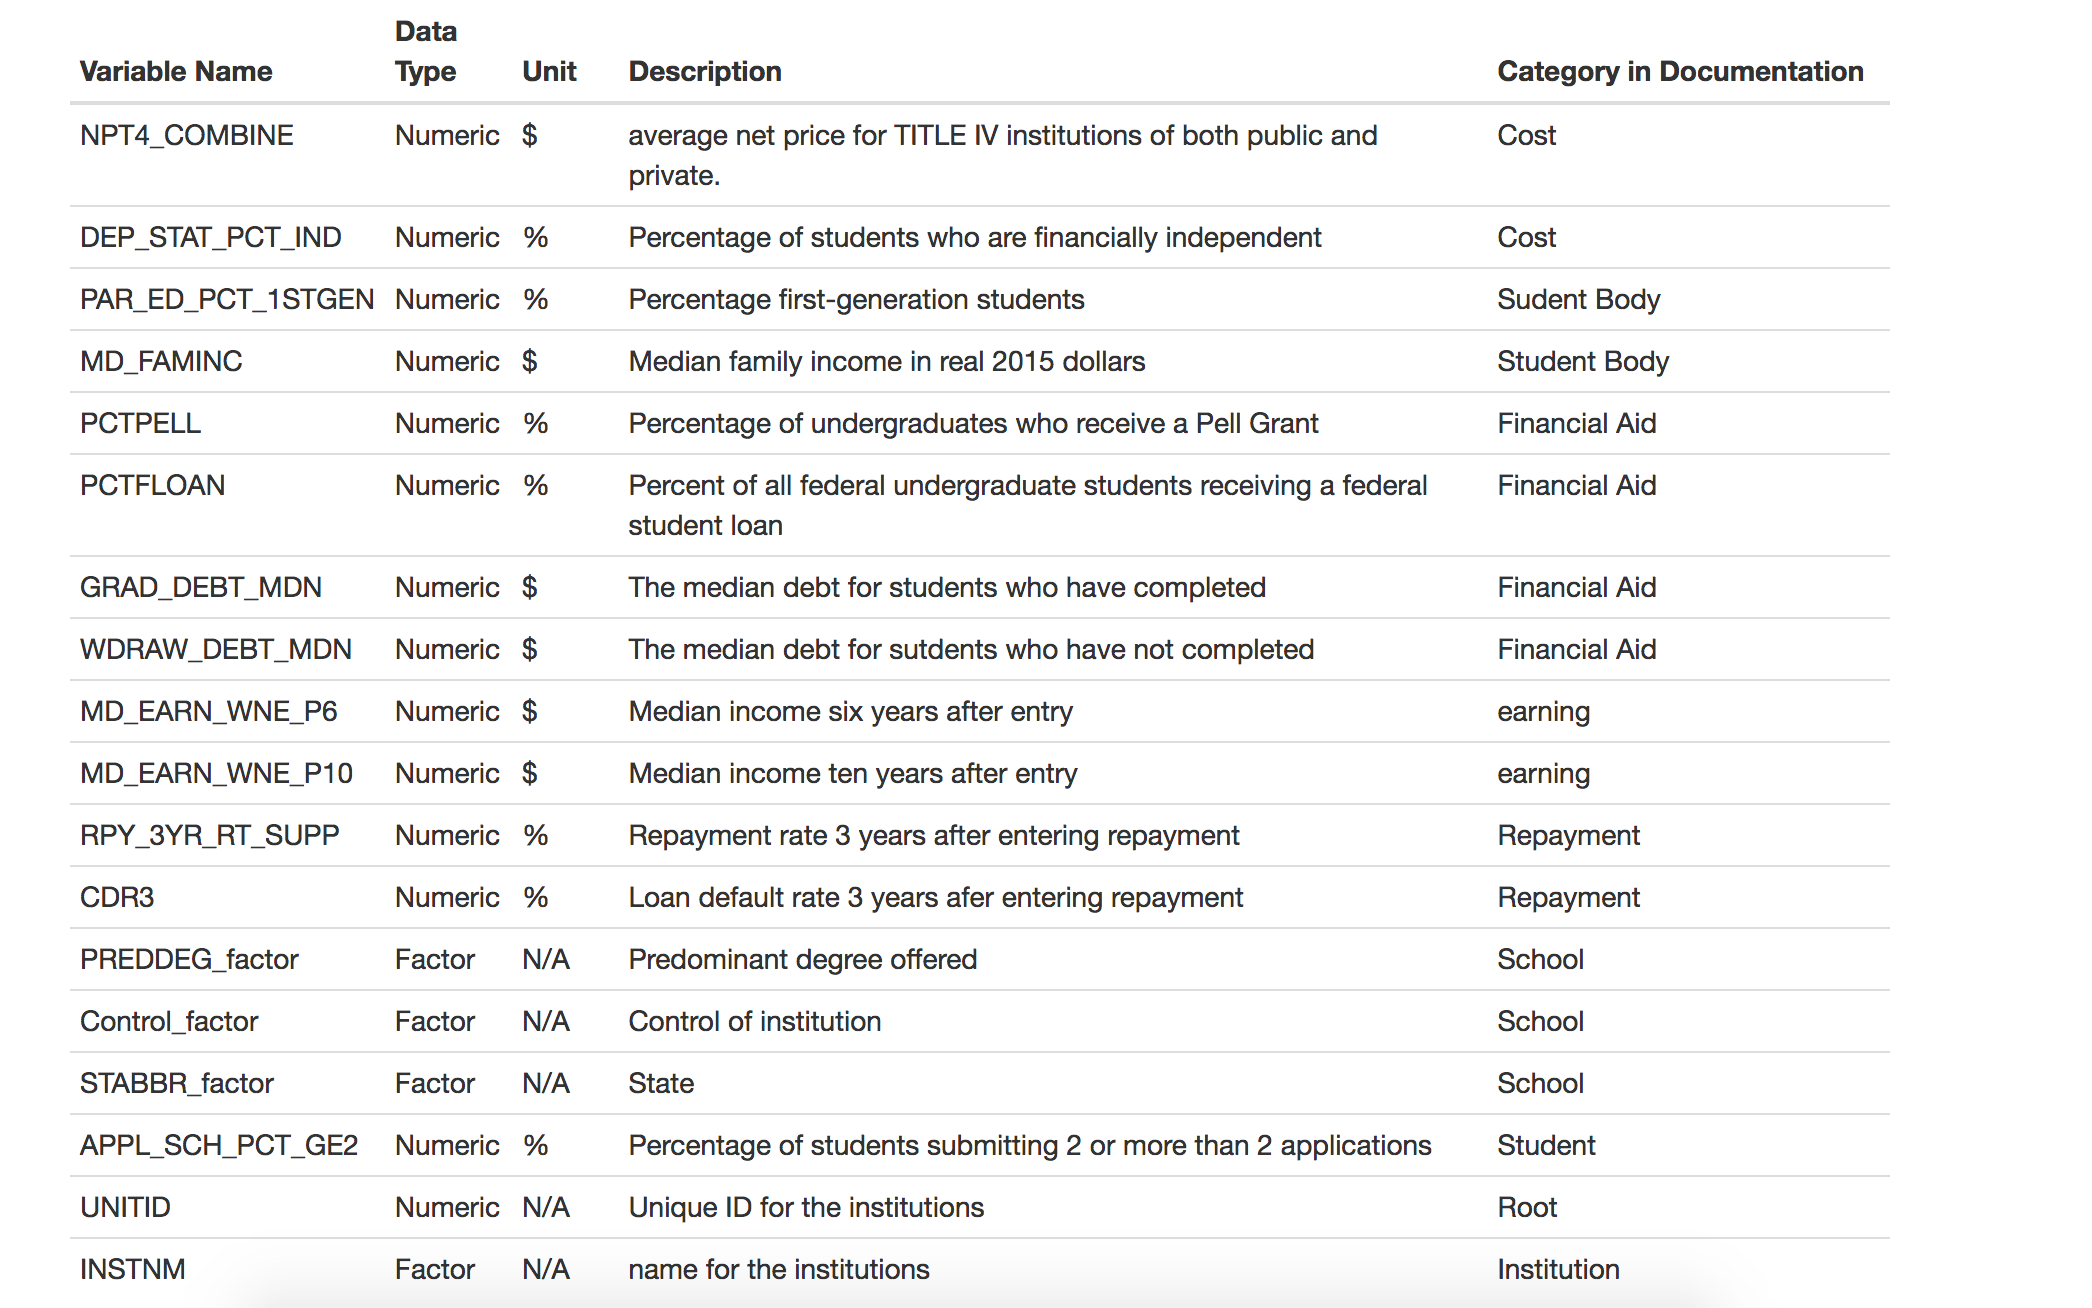 Data
Variable Name Type Unit Description Category in Documentation
NPT4_COMBINE Numeric $ average net price for TITLE IV institutions of both public and Cost
private.
DEP_STAT_PCT_IND Numeric % Percentage of students who are financially independent Cost
PAR_ED_PCT_1STGEN Numeric % Percentage first-generation students Sudent Body
MD_FAMINC Numeric $ Median family income in real 2015 dollars Student Body
PCTPELL Numeric % Percentage of undergraduates who receive a Pell Grant Financial Aid
PCTFLOAN Numeric % Percent of all federal undergraduate students receiving a federal Financial Aid
student loan
GRAD_DEBT_MDN Numeric $ The median debt for students who have completed Financial Aid
WDRAW_DEBT_MDN Numeric $ The median debt for sutdents who have not completed Financial Aid
MD_EARN_WNE_P6 Numeric $ Median income six years after entry earning
MD_EARN_WNE_P10 Numeric $ Median income ten years after entry earning
RPY_3YR_RT_SUPP Numeric % Repayment rate 3 years after entering repayment Repayment
CDR3 Numeric % Loan default rate 3 years afer entering repayment Repayment
PREDDEG_factor Factor N/A Predominant degree offered School
Control_factor Factor N/A Control of institution School
STABBR_factor Factor N/A State School
APPL_SCH_PCT_GE2 Numeric % Percentage of students submitting 2 or more than 2 applications Student
UNITID Numeric N/A Unique ID for the institutions Root
INSTNM Factor N/A name for the institutions Institution